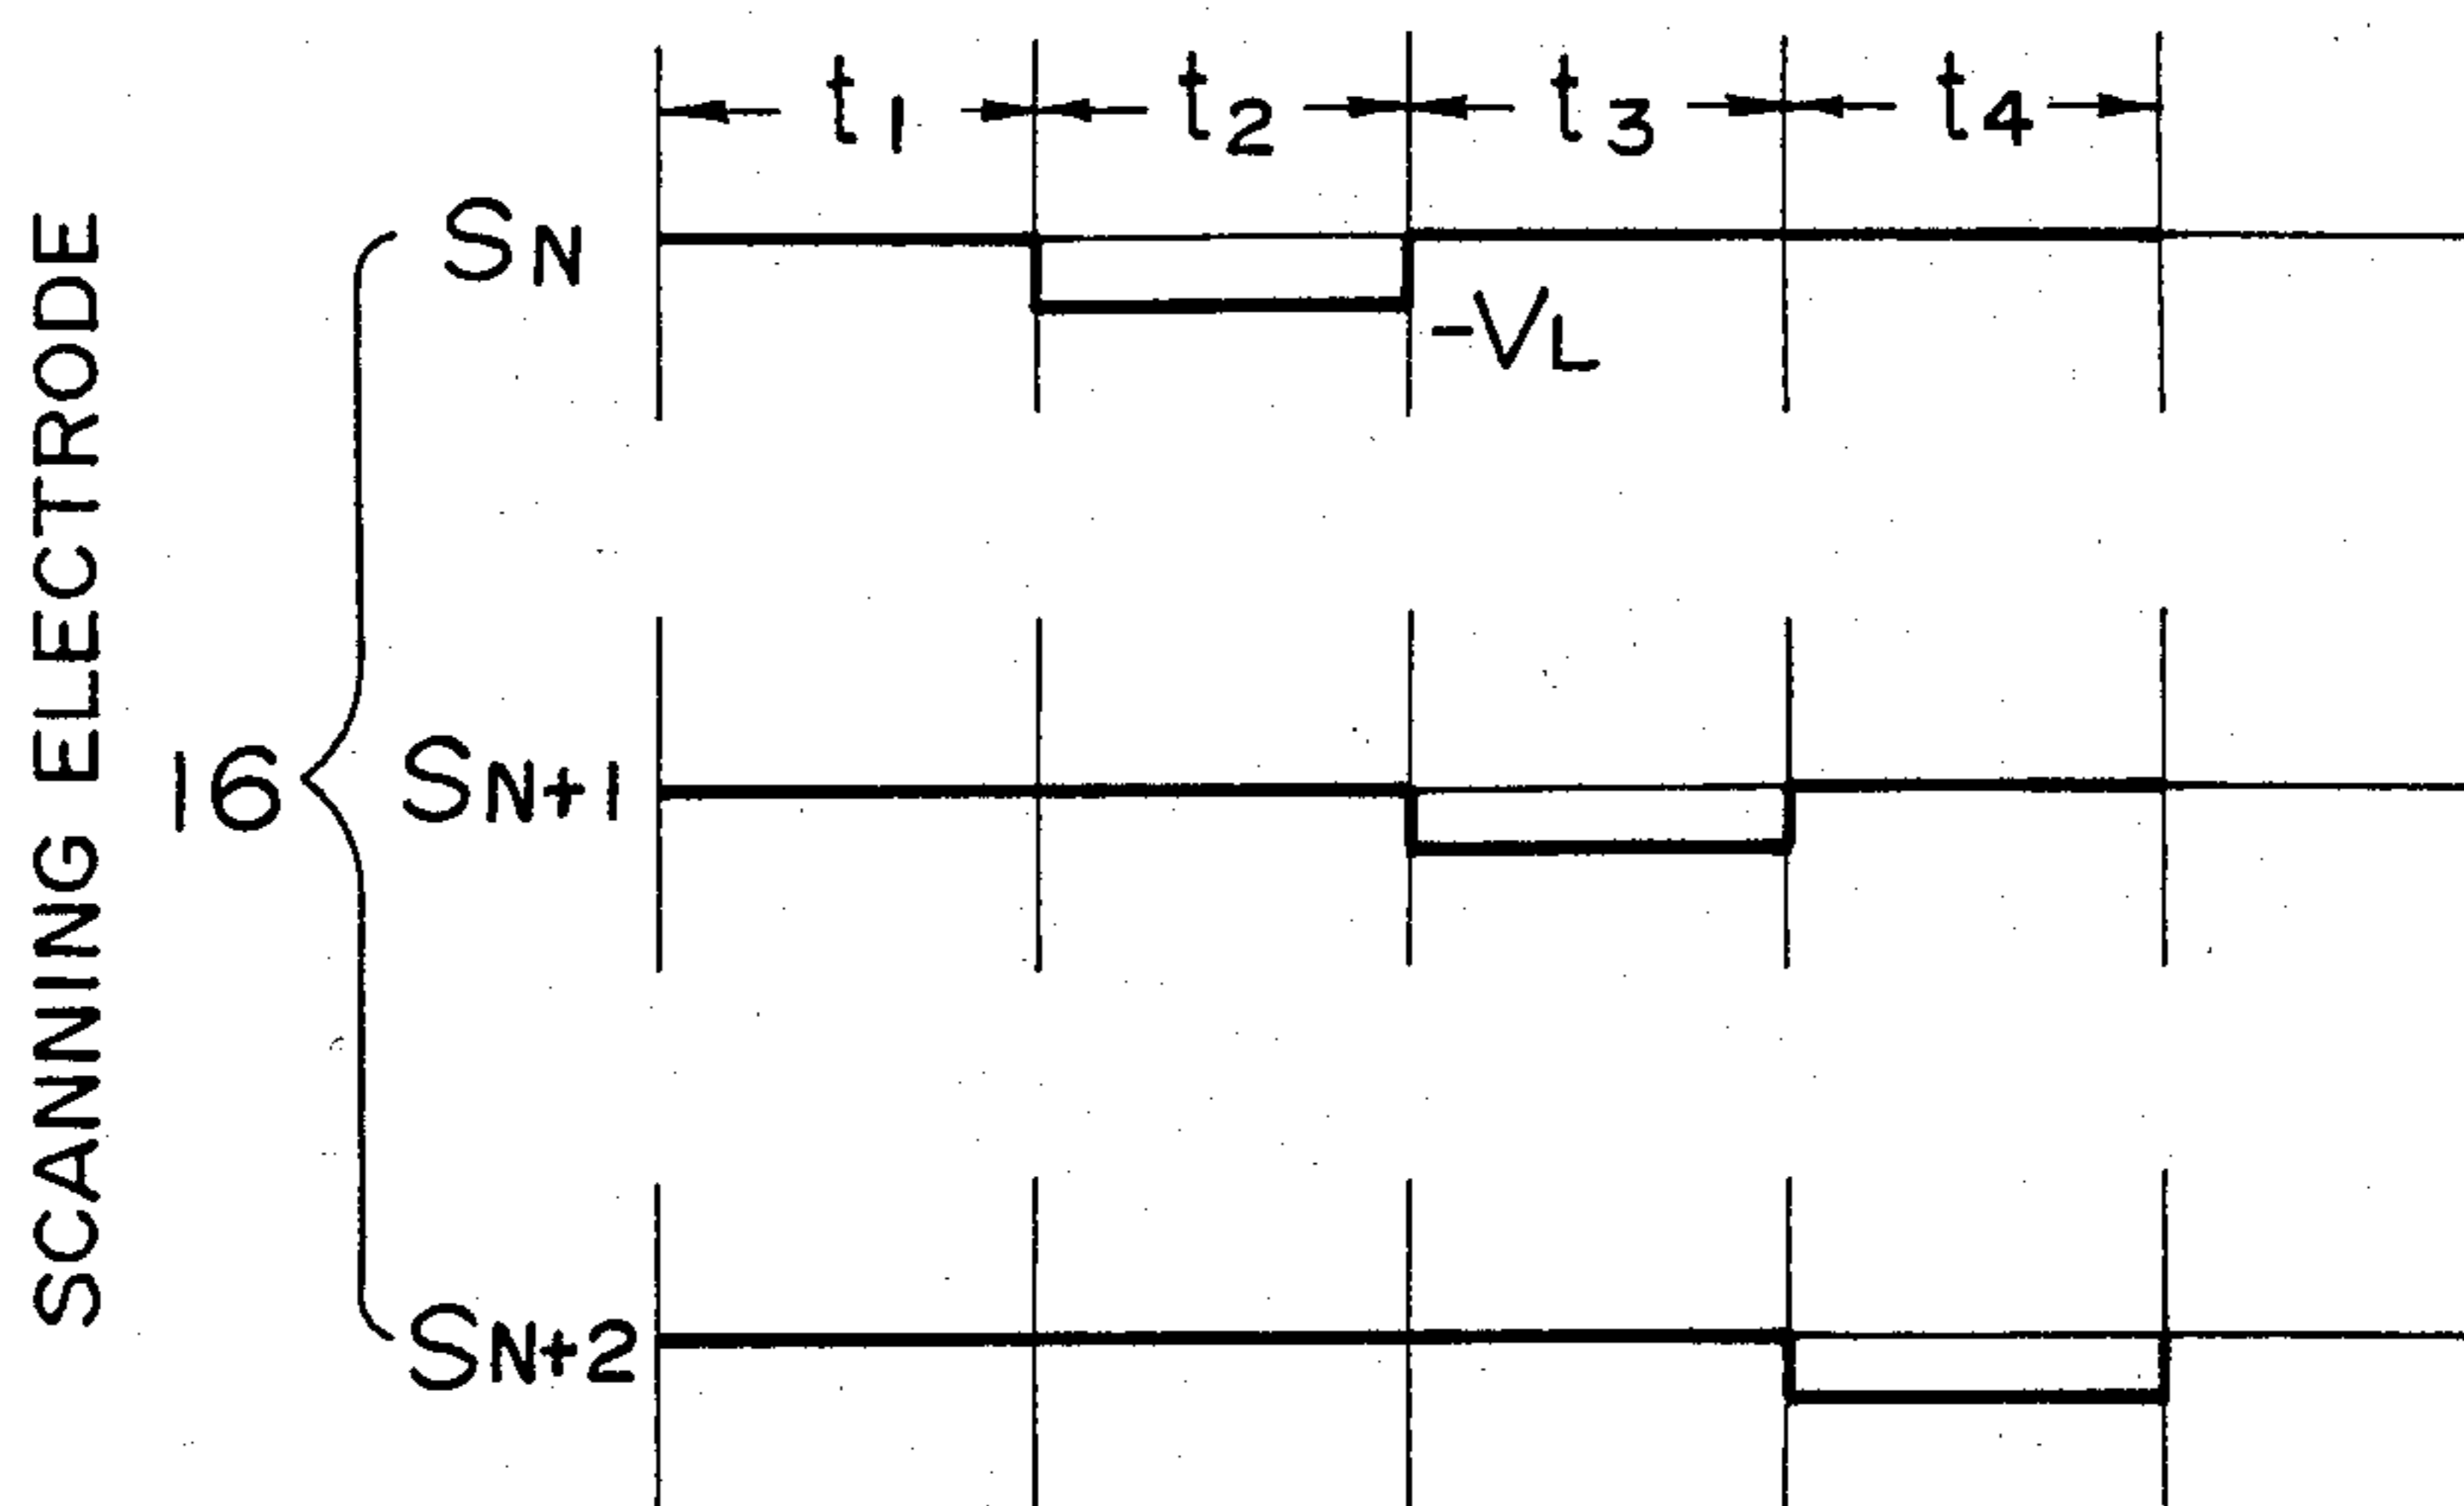 t1 t2 t3 t4
SN
-VL
SCANNING ELECTRODE
16
SN+1
SN+2